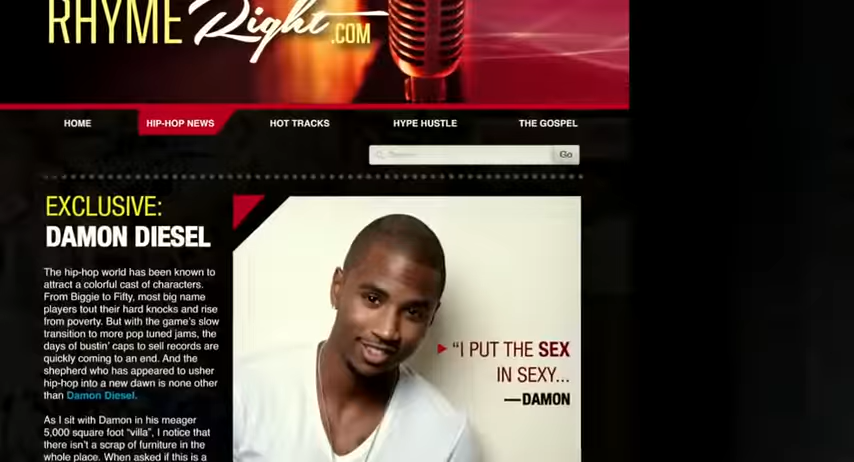 RHYME Right .COM
HOME HIP-HOP NEWS HOT TRACKS HYPE HUSTLE THE GOSPEL
Go
EXCLUSIVE:
DAMON DIESEL
The hip-hop world has been known to
attract a colorful cast of characters.
From Biggie to Fifty, most big name
players tout their hard knocks and rise
from poverty. But with the game's slow
transition to more pop tuned jams, the
days of bustin' caps to sell records are
quickly coming to an end. And the
shepherd who has appeared to usher
hip-hop into a new dawn is none other
than Damon Diesel.
As I sit with Damon in his meager
5,000 square foot "villa", I notice that
there isn't a scrap of furniture in the
whole place. When asked if this is a
"I PUT THE SEX
IN SEXY...
—DAMON